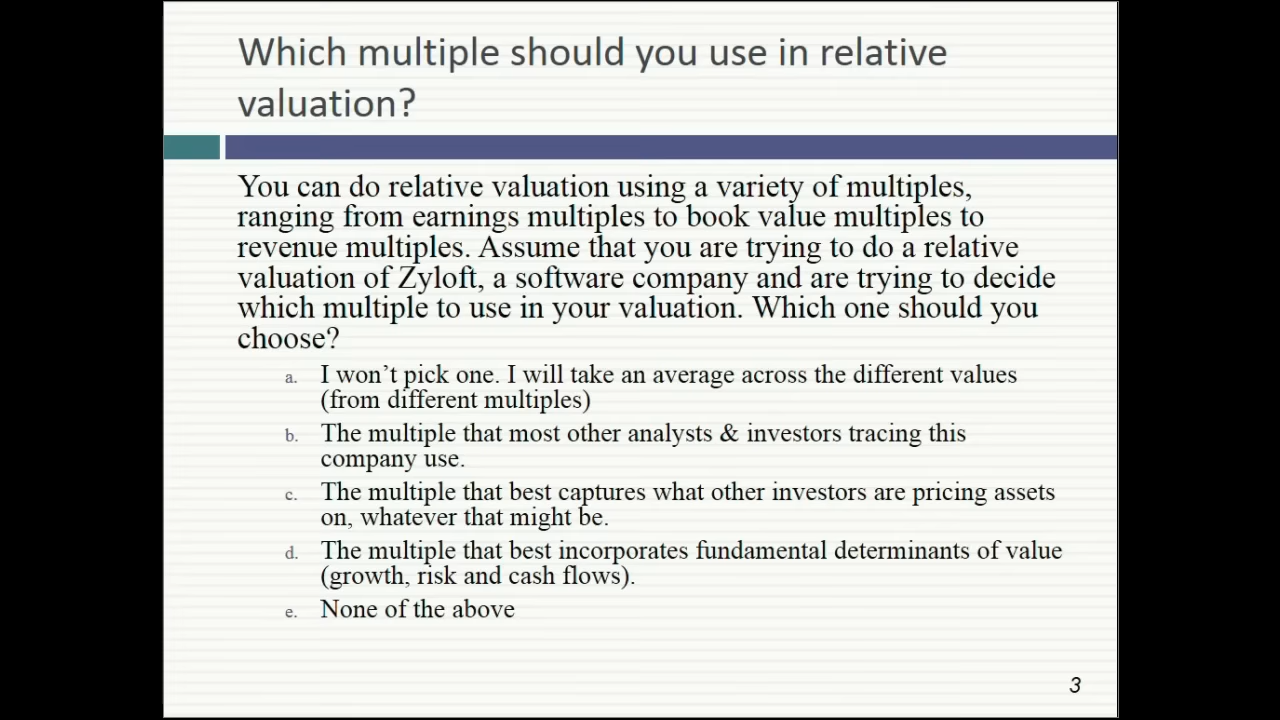 Which multiple should you use in relative
valuation?
You can do relative valuation using a variety of multiples,
ranging from earnings multiples to book value multiples to
revenue multiples. Assume that you are trying to do a relative
valuation of Zyloft, a software company and are trying to decide
which multiple to use in your valuation. Which one should you
choose?
a. I won’t pick one. I will take an average across the different values
(from different multiples)
b. The multiple that most other analysts & investors tracing this
company use.
c. The multiple that best captures what other investors are pricing assets
on, whatever that might be.
d. The multiple that best incorporates fundamental determinants of value
(growth, risk and cash flows).
e. None of the above
3